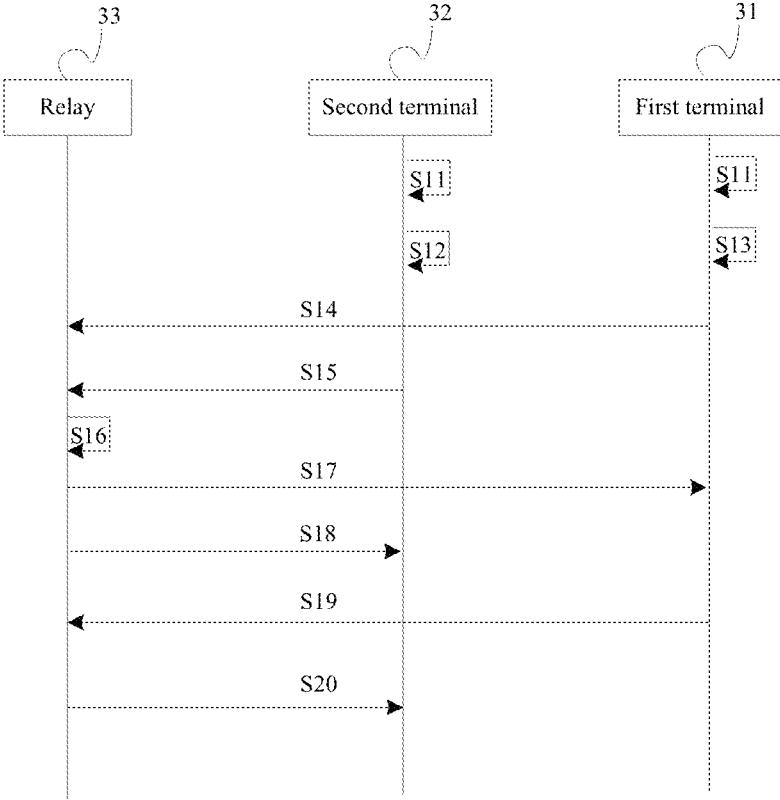 33
32
31
Relay
Second terminal
First terminal
S11
S11
S12
S13
S14
S15
S16
S17
S18
S19
S20